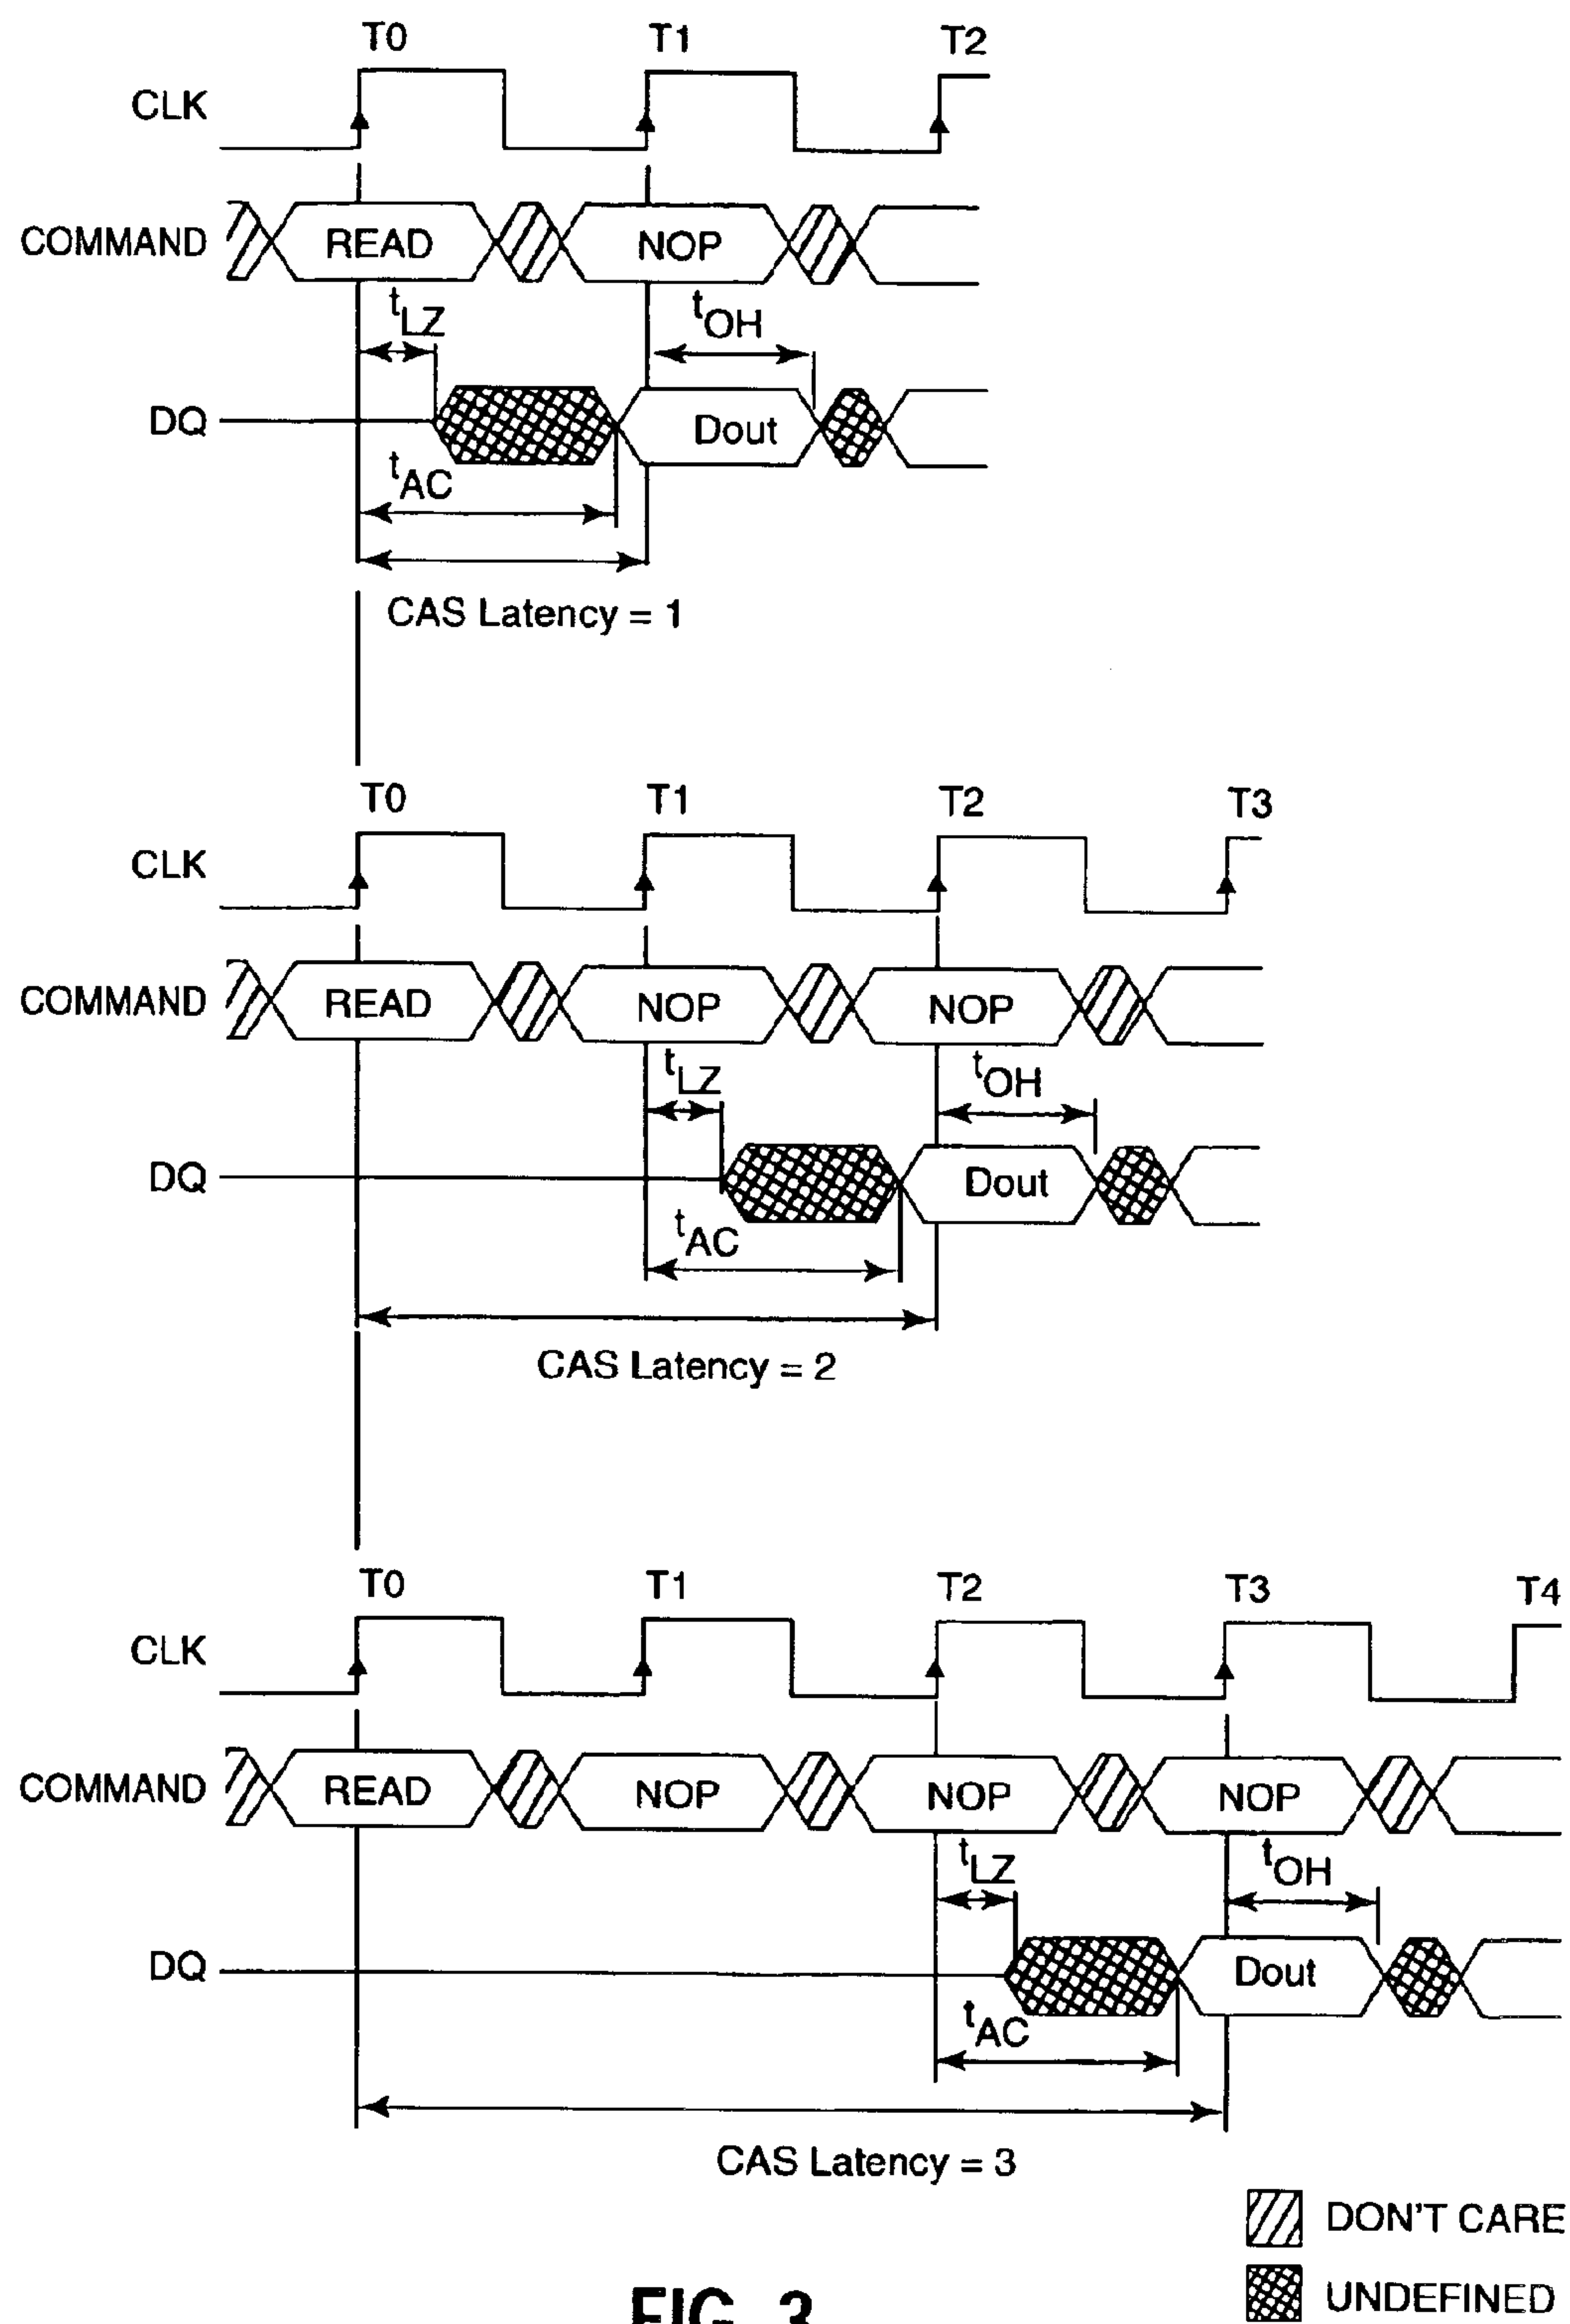 T0 T1 T2
CLK
COMMAND READ NOP
tLZ tOH
DQ Dout
tAC
CAS Latency = 1
T0 T1 T2 T3
CLK
COMMAND READ NOP NOP
tLZ tOH
DQ Dout
tAC
CAS Latency = 2
T0 T1 T2 T3 T4
CLK
COMMAND READ NOP NOP NOP
tLZ tOH
DQ Dout
tAC
CAS Latency = 3
DON'T CARE
UNDEFINED
FIG. 3